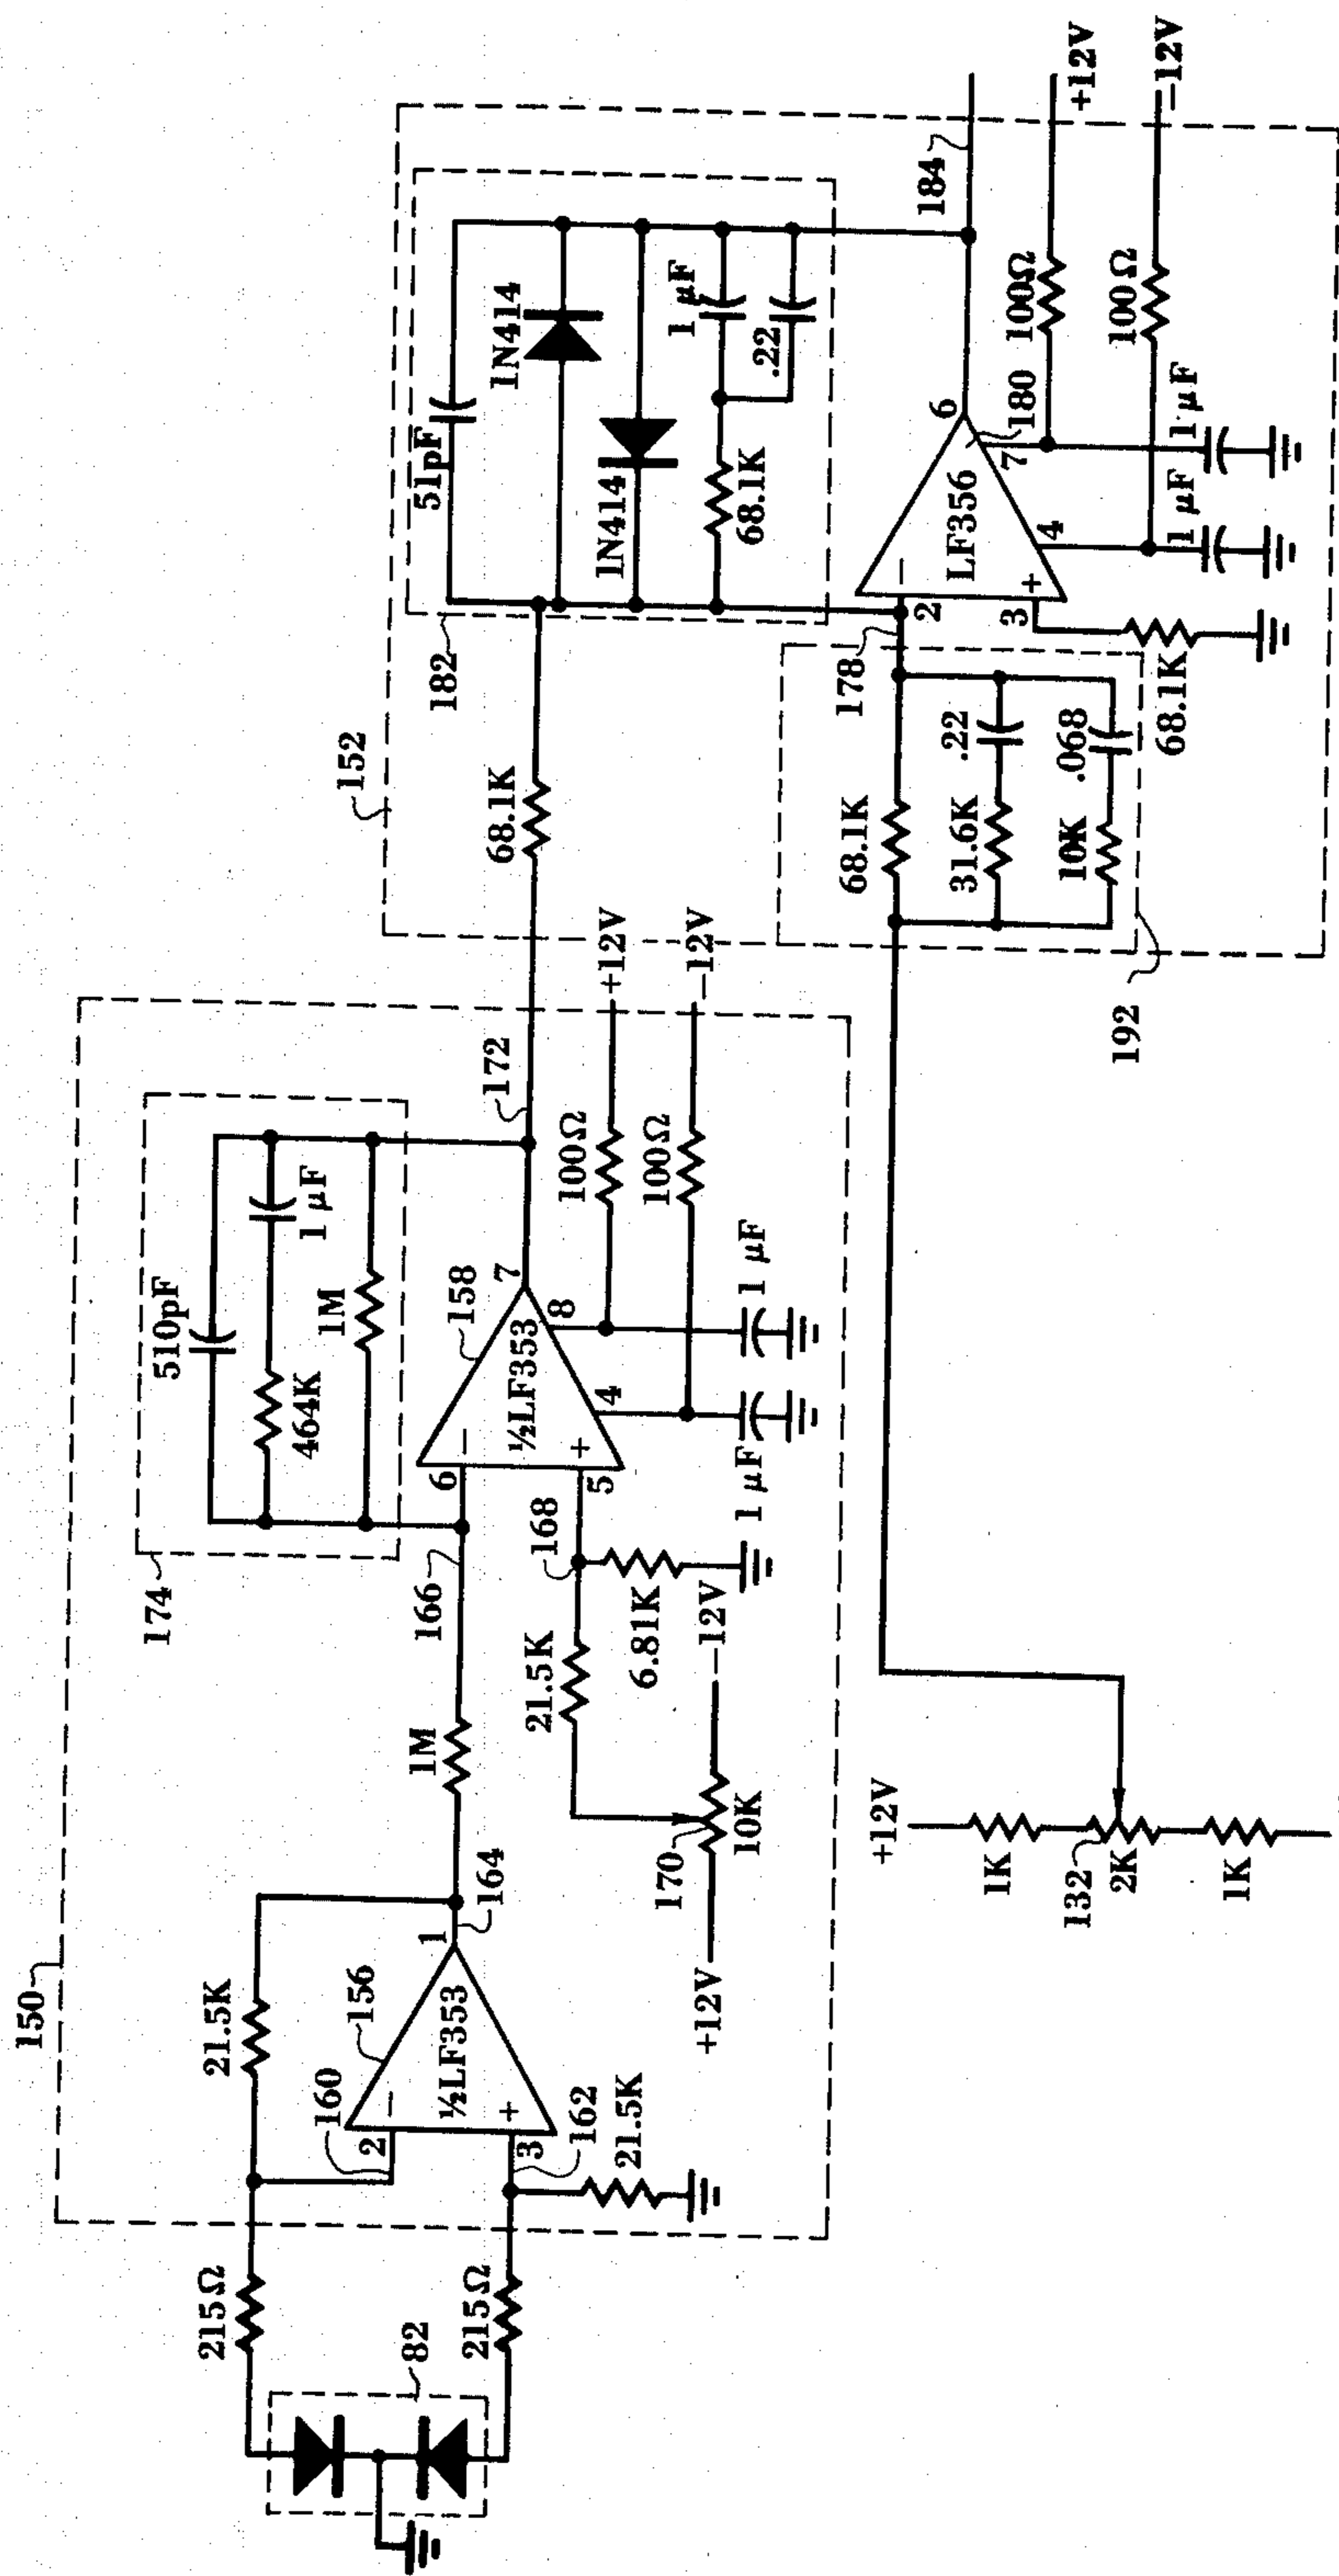 150
215Ω
21.5K
160
2
156
½LF353
−
+
1
164
3
162
21.5K
82
215Ω
1M
166
174
510pF
464K
1 µF
1M
6
158
½LF353
−
+
7
172
8
4
5
168
21.5K
6.81K
170
10K
+12V
−12V
100Ω
+12V
100Ω
−12V
1 µF
1 µF
152
68.1K
182
51pF
1N414
1N414
1 µF
.22
68.1K
178
2
−
LF356
+
3
6
180
7
4
184
100Ω
+12V
100Ω
−12V
1 µF
1 µF
68.1K
68.1K
31.6K
.22
10K
.068
192
+12V
1K
132
2K
1K